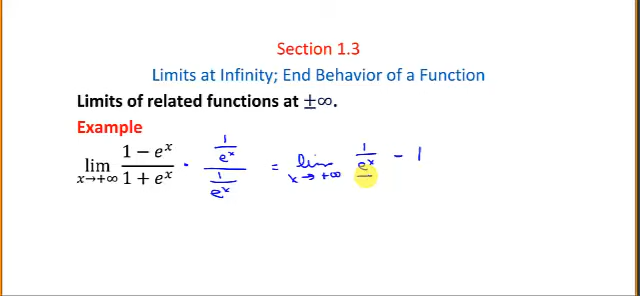 Section 1.3
Limits at Infinity; End Behavior of a Function
Limits of related functions at ±∞.
Example
lim x→+∞ (1 − e^x)/(1 + e^x) · (1/e^x)/(1/e^x) = lim x→+∞ 1/e^x − 1